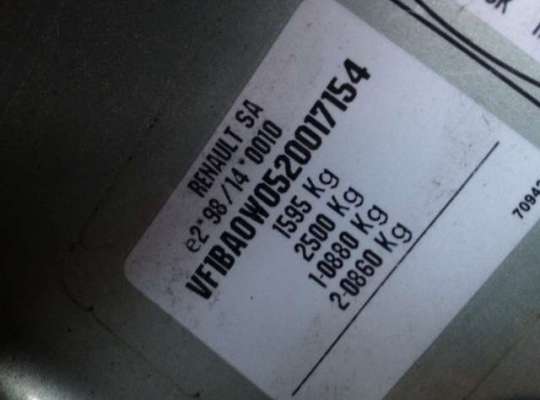 RENAULT SA
e2*98/14*0010
VF1BA0W0520017154
1595 Kg
2500 Kg
1-0880 Kg
2-0860 Kg